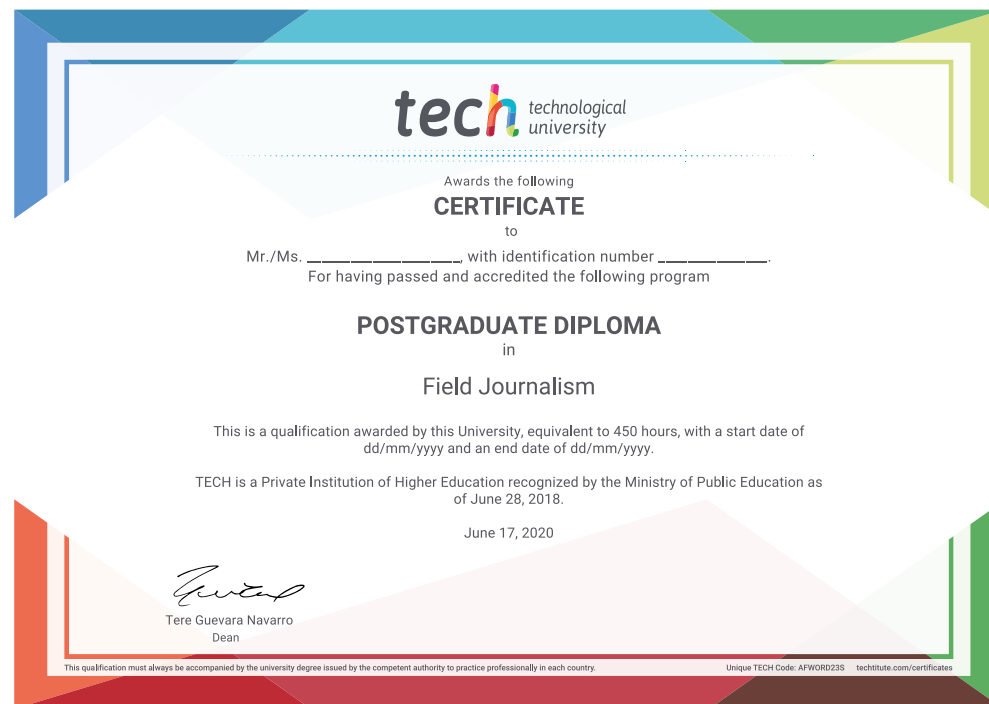 tech technological
university
Awards the following
CERTIFICATE
to
Mr./Ms. ____________________, with identification number ______________.
For having passed and accredited the following program
POSTGRADUATE DIPLOMA
in
Field Journalism
This is a qualification awarded by this University, equivalent to 450 hours, with a start date of
dd/mm/yyyy and an end date of dd/mm/yyyy.
TECH is a Private Institution of Higher Education recognized by the Ministry of Public Education as
of June 28, 2018.
June 17, 2020
Tere Guevara Navarro
Dean
This qualification must always be accompanied by the university degree issued by the competent authority to practice professionally in each country.
Unique TECH Code: AFWORD23S techtitute.com/certificates